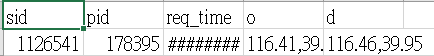 sid pid req_time o d
1126541 178395 ######## 116.41,39. 116.46,39.95